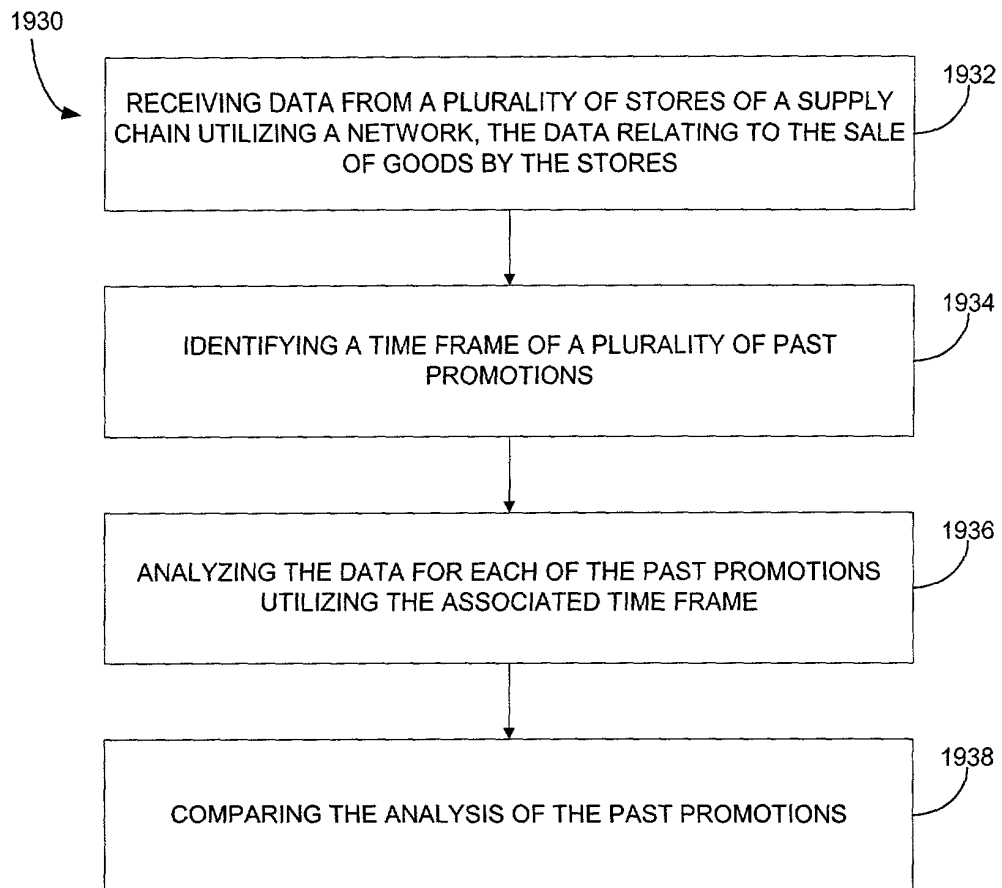 1930
1932
RECEIVING DATA FROM A PLURALITY OF STORES OF A SUPPLY
CHAIN UTILIZING A NETWORK, THE DATA RELATING TO THE SALE
OF GOODS BY THE STORES
1934
IDENTIFYING A TIME FRAME OF A PLURALITY OF PAST
PROMOTIONS
1936
ANALYZING THE DATA FOR EACH OF THE PAST PROMOTIONS
UTILIZING THE ASSOCIATED TIME FRAME
1938
COMPARING THE ANALYSIS OF THE PAST PROMOTIONS